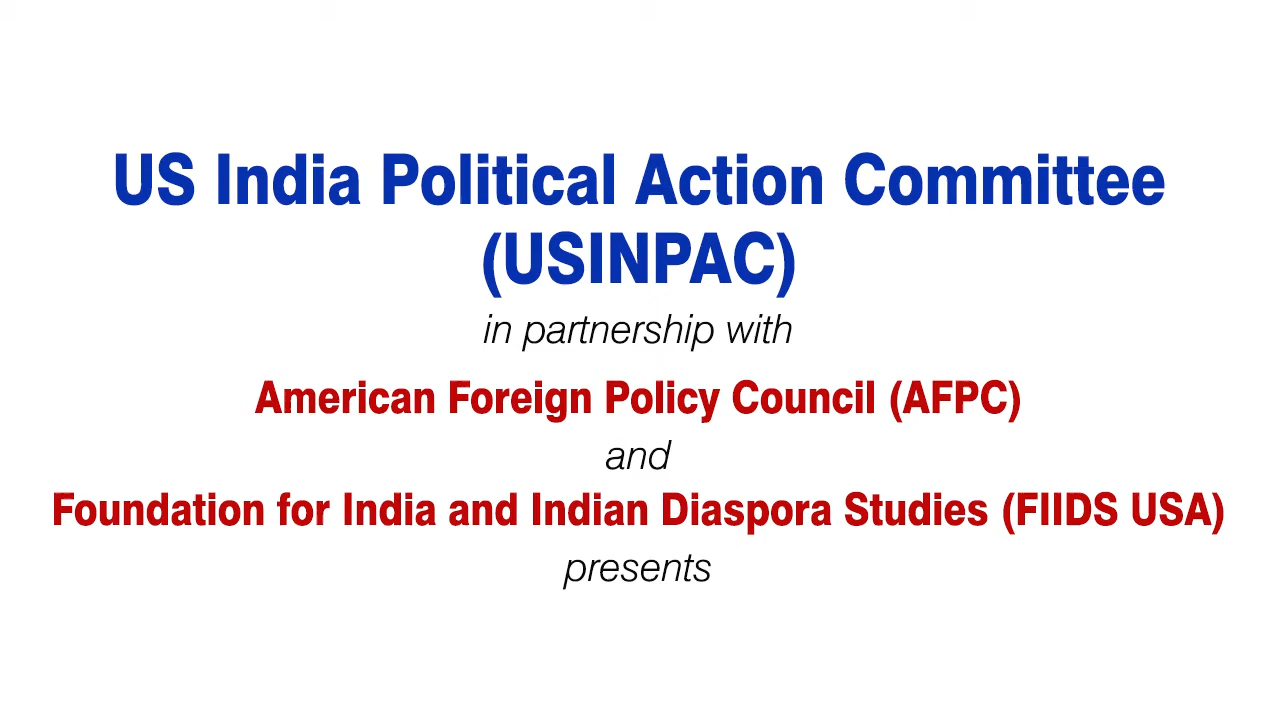 US India Political Action Committee
(USINPAC)
in partnership with
American Foreign Policy Council (AFPC)
and
Foundation for India and Indian Diaspora Studies (FIIDS USA)
presents